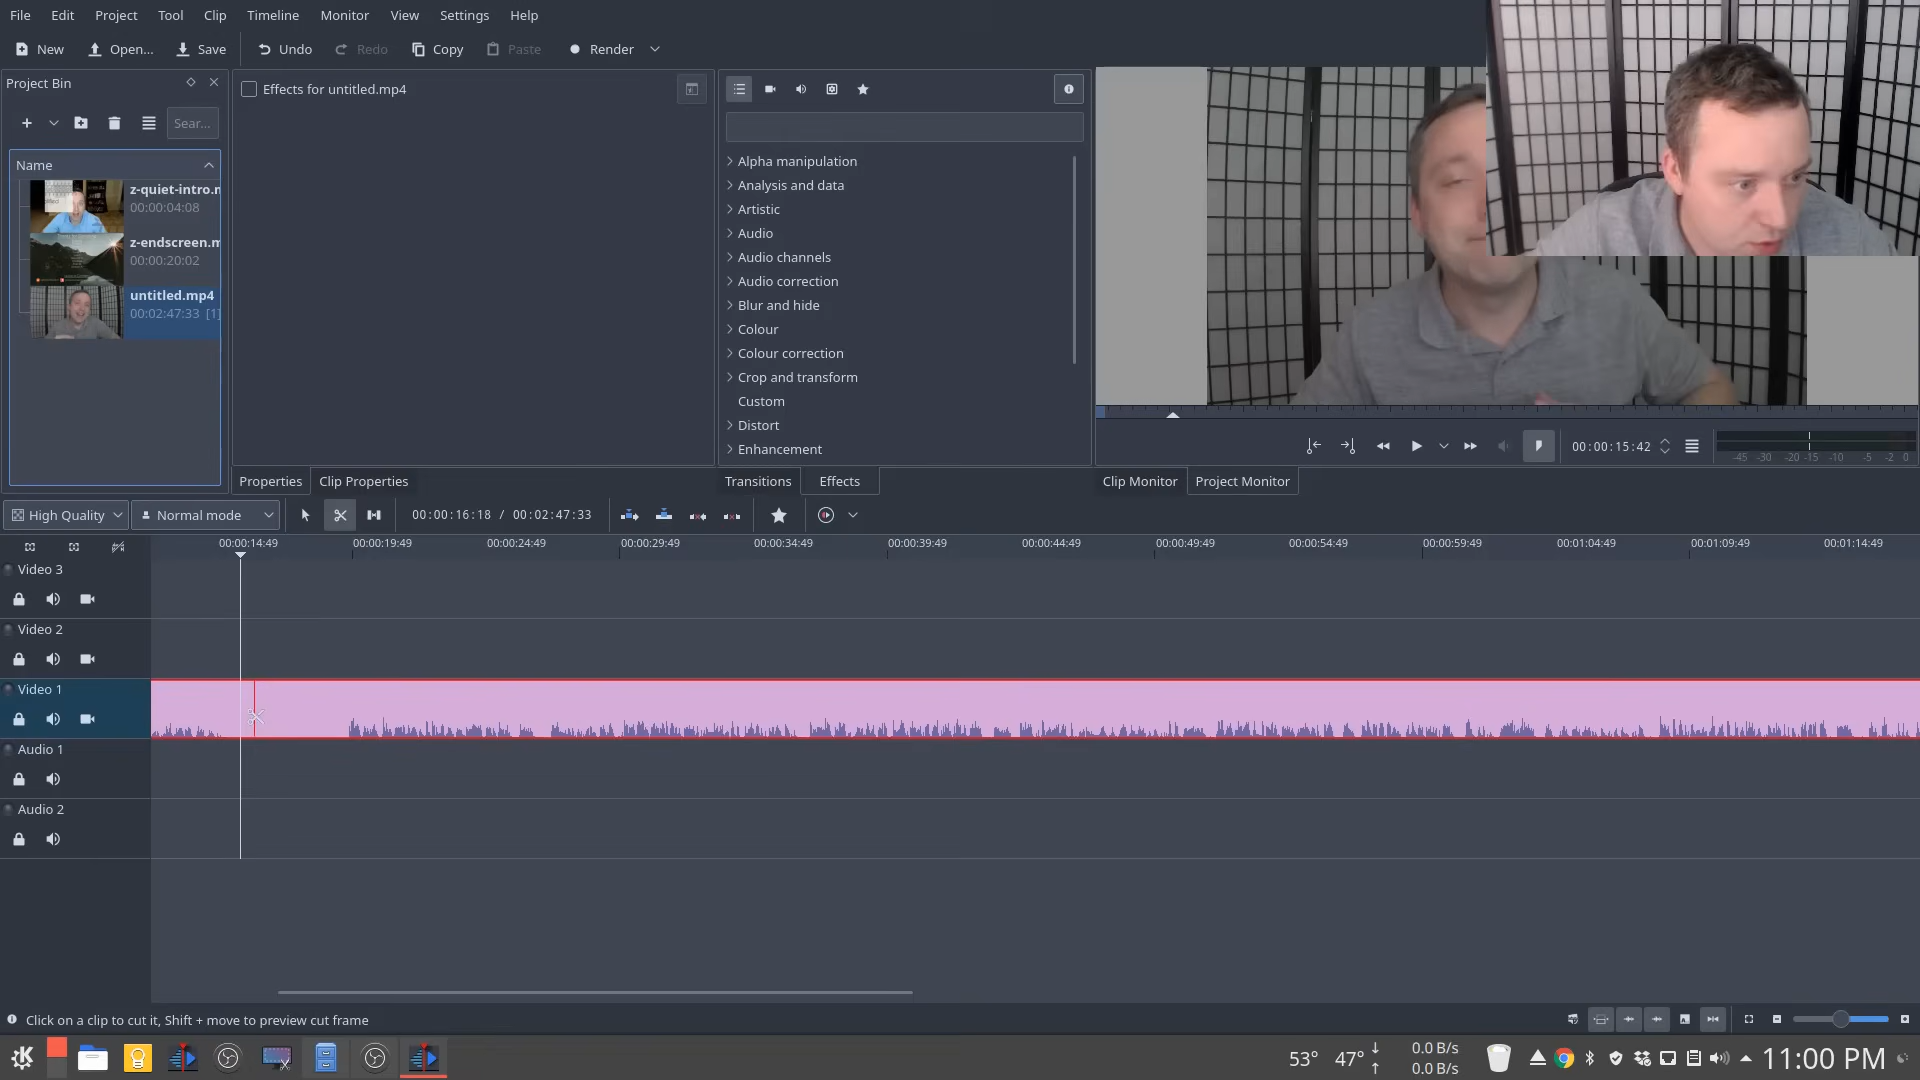 File Edit Project Tool Clip Timeline Monitor View Settings Help
New Open... Save Undo Redo Copy Paste Render
Project Bin
Effects for untitled.mp4
Sear...
Name
z-quiet-intro.n
00:00:04:08
z-endscreen.m
00:00:20:02
untitled.mp4
00:02:47:33 [1]
Alpha manipulation
Analysis and data
Artistic
Audio
Audio channels
Audio correction
Blur and hide
Colour
Colour correction
Crop and transform
Custom
Distort
Enhancement
00:00:15:42
-45 -30 -20 -15 -10 -5 -2 0
Properties Clip Properties Transitions Effects Clip Monitor Project Monitor
High Quality Normal mode 00:00:16:18 / 00:02:47:33
00:00:14:49 00:00:19:49 00:00:24:49 00:00:29:49 00:00:34:49 00:00:39:49 00:00:44:49 00:00:49:49 00:00:54:49 00:00:59:49 00:01:04:49 00:01:09:49 00:01:14:49
Video 3
Video 2
Video 1
Audio 1
Audio 2
Click on a clip to cut it, Shift + move to preview cut frame
53° 47° 0.0 B/s 11:00 PM
0.0 B/s